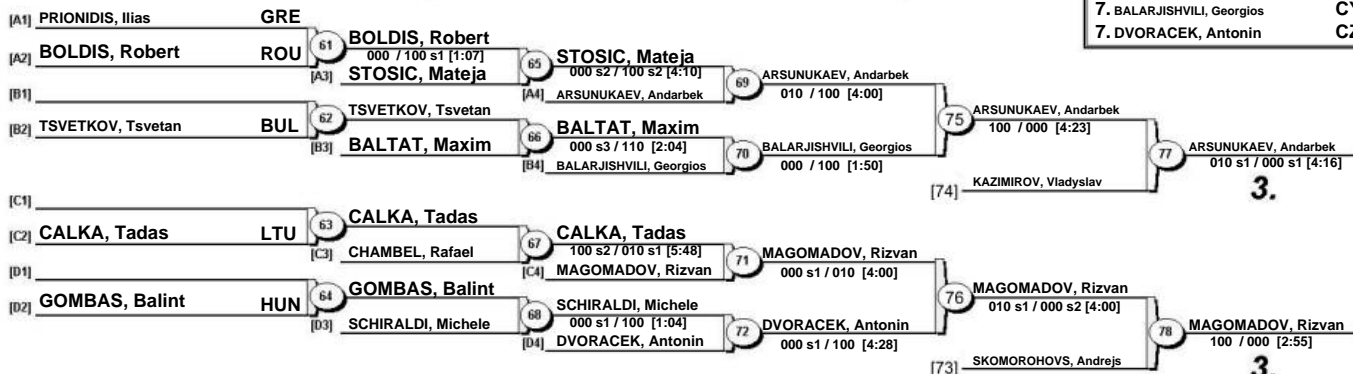 7. BALARJISHVILI, Georgios CY
7. DVORACEK, Antonin CZ
[A1] PRIONIDIS, Ilias GRE
61
BOLDIS, Robert
000 / 100 s1 [1:07]
[A2] BOLDIS, Robert ROU
[A3] STOSIC, Mateja
65
STOSIC, Mateja
000 s2 / 100 s2 [4:10]
[A4] ARSUNUKAEV, Andarbek
69
ARSUNUKAEV, Andarbek
010 / 100 [4:00]
[B1]
62
TSVETKOV, Tsvetan
[B2] TSVETKOV, Tsvetan BUL
[B3] BALTAT, Maxim
66
BALTAT, Maxim
000 s3 / 110 [2:04]
[B4] BALARJISHVILI, Georgios
70
BALARJISHVILI, Georgios
000 / 100 [1:50]
75
ARSUNUKAEV, Andarbek
100 / 000 [4:23]
[74] KAZIMIROV, Vladyslav
77
ARSUNUKAEV, Andarbek
010 s1 / 000 s1 [4:16]
3.
[C1]
63
CALKA, Tadas
[C2] CALKA, Tadas LTU
[C3] CHAMBEL, Rafael
67
CALKA, Tadas
100 s2 / 010 s1 [5:48]
[C4] MAGOMADOV, Rizvan
71
MAGOMADOV, Rizvan
000 s1 / 010 [4:00]
[D1]
64
GOMBAS, Balint
[D2] GOMBAS, Balint HUN
[D3] SCHIRALDI, Michele
68
SCHIRALDI, Michele
000 s1 / 100 [1:04]
[D4] DVORACEK, Antonin
72
DVORACEK, Antonin
000 s1 / 100 [4:28]
76
MAGOMADOV, Rizvan
010 s1 / 000 s2 [4:00]
[73] SKOMOROHOVS, Andrejs
78
MAGOMADOV, Rizvan
100 / 000 [2:55]
3.